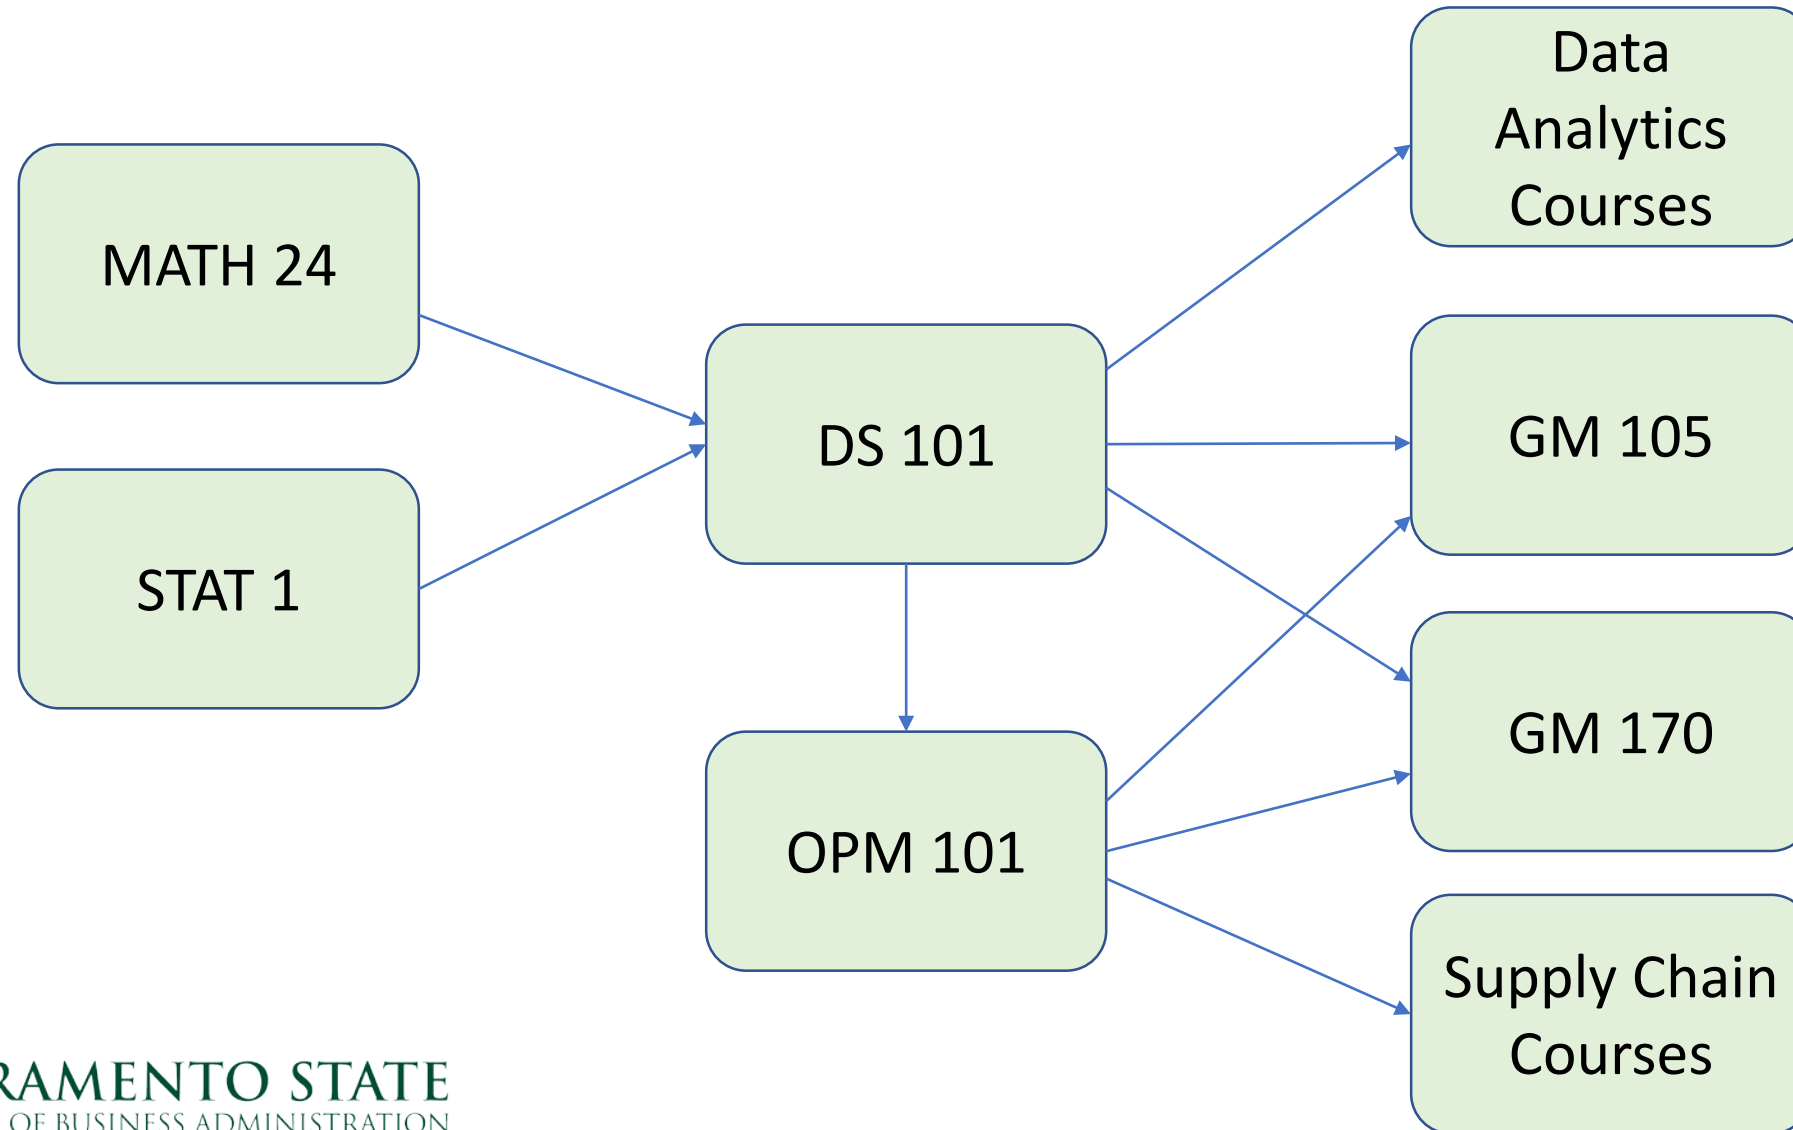 Data
Analytics
Courses
MATH 24
GM 105
DS 101
STAT 1
GM 170
OPM 101
Supply Chain
Courses
RAMENTO STATE
OF BUSINESS ADMINISTRATION